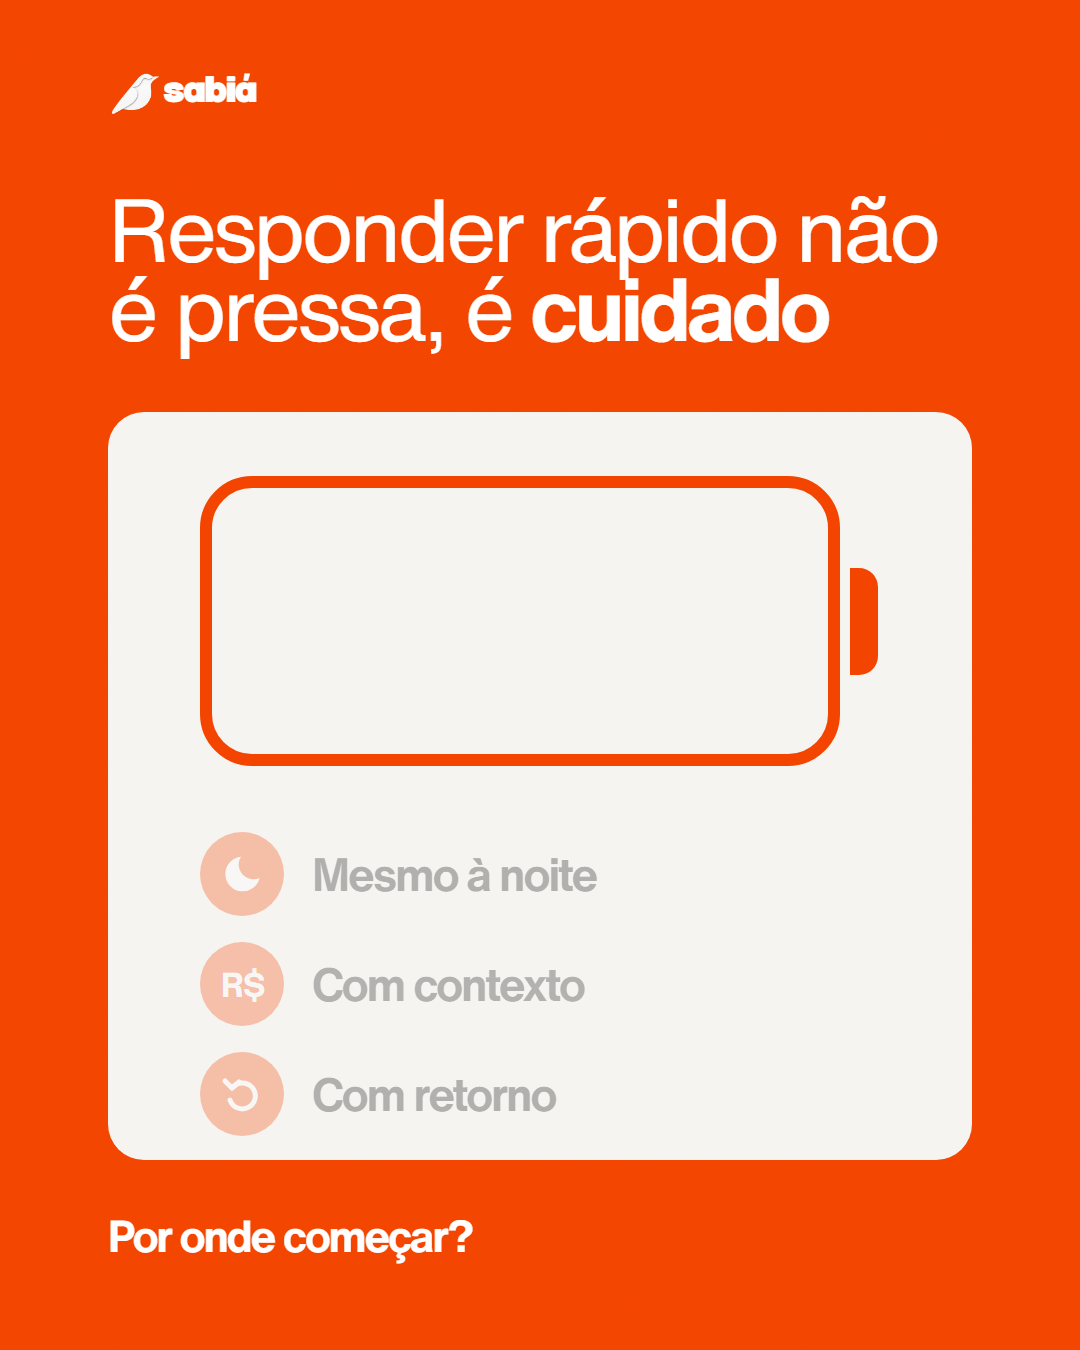 sabiá
Responder rápido não
é pressa, é cuidado
Mesmo à noite
R$
Com contexto
Com retorno
Por onde começar?